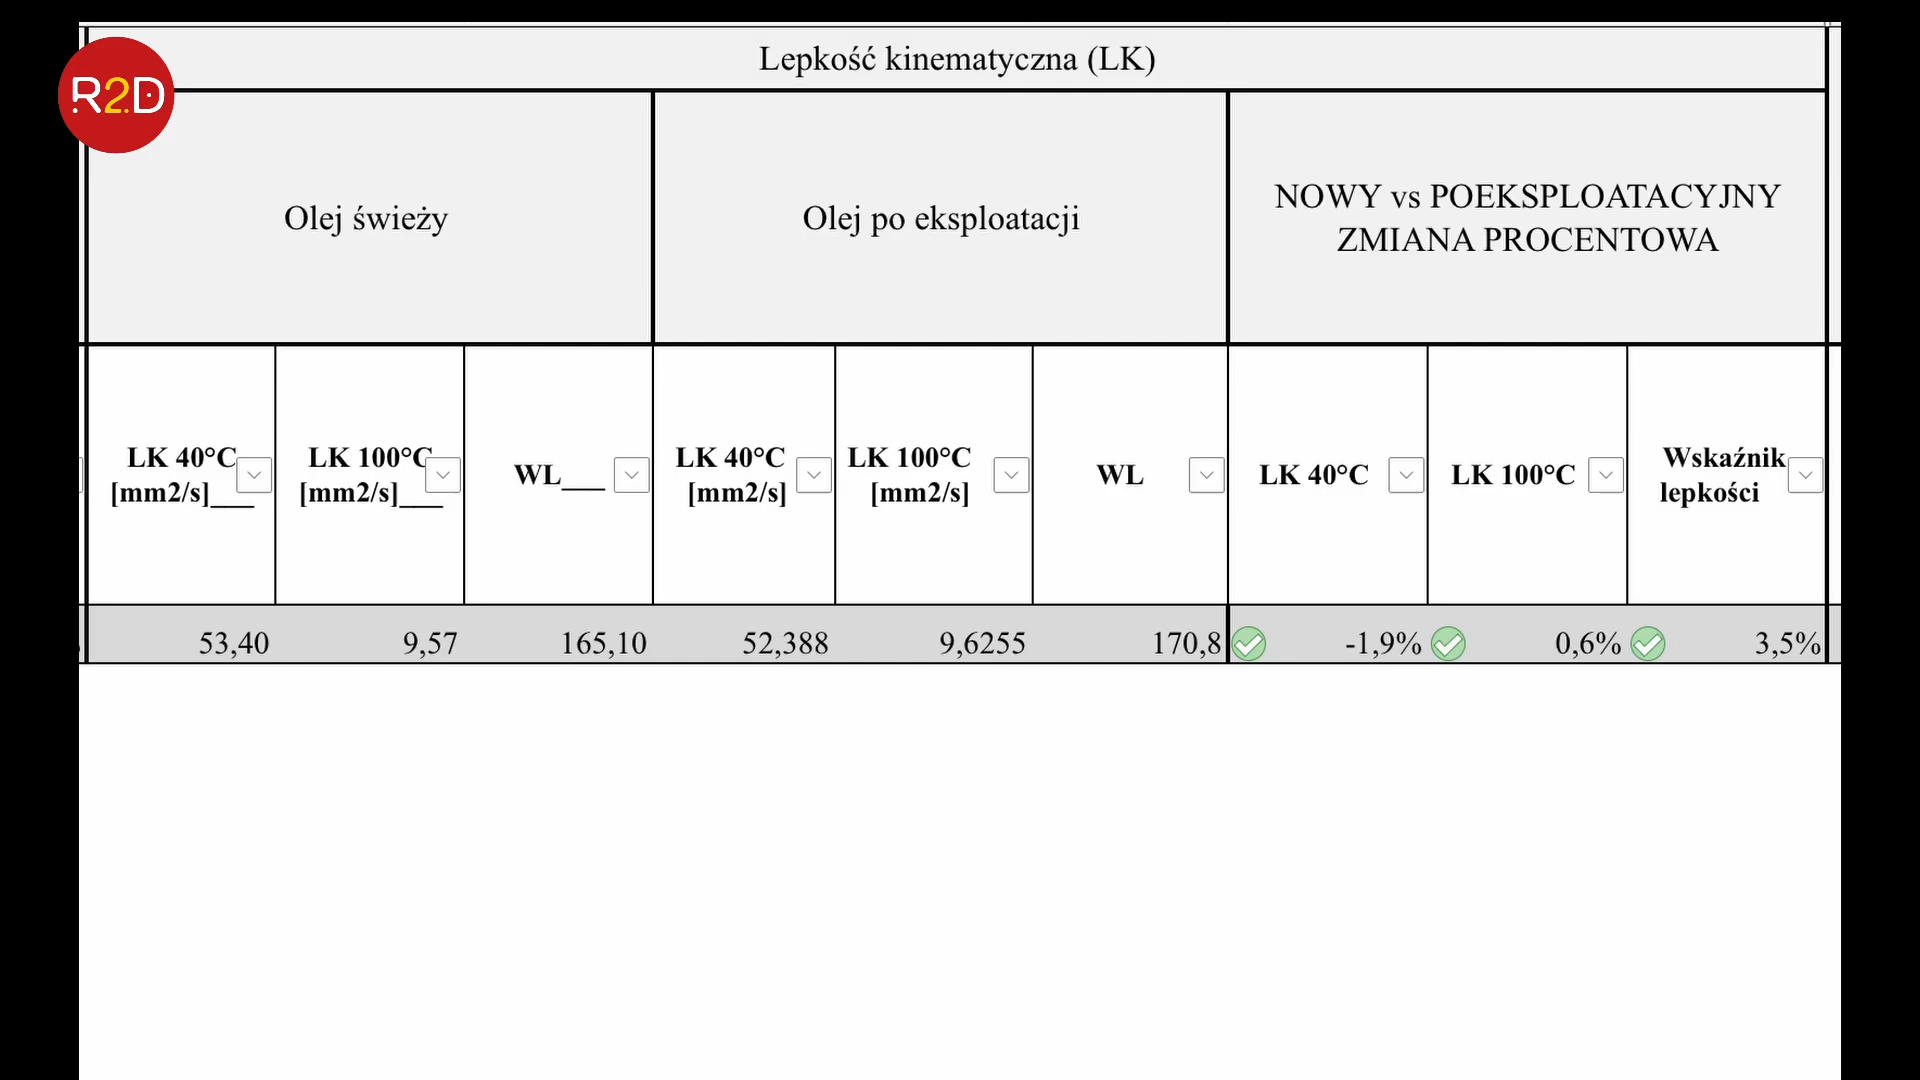 R2D
Lepkość kinematyczna (LK)
Olej świeży
Olej po eksploatacji
NOWY vs POEKSPLOATACYJNY
ZMIANA PROCENTOWA
LK 40°C
[mm2/s]___
LK 100°C
[mm2/s]___
WL___
LK 40°C
[mm2/s]
LK 100°C
[mm2/s]
WL
LK 40°C
LK 100°C
Wskaźnik
lepkości
53,40 9,57 165,10 52,388 9,6255 170,8 -1,9% 0,6% 3,5%